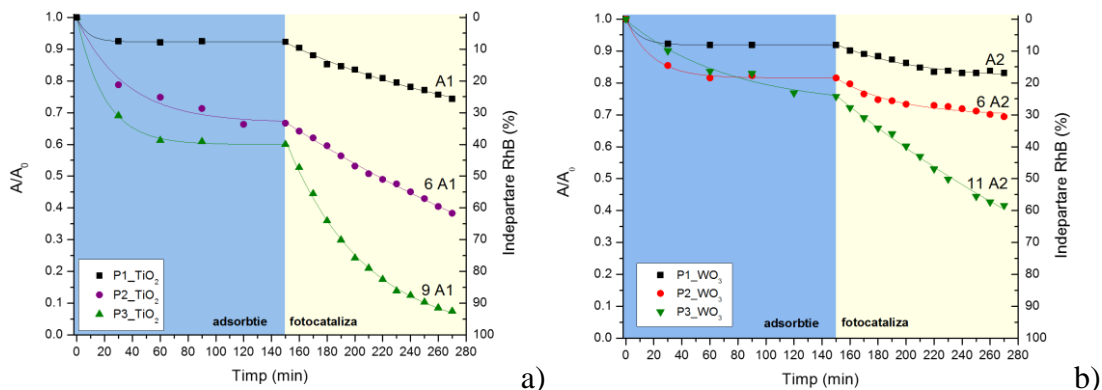 A/A₀
1.0
0.9
0.8
0.7
0.6
0.5
0.4
0.3
0.2
0.1
0.0
A1
6 A1
9 A1
P1_TiO₂
P2_TiO₂
P3_TiO₂
adsorbtie
fotocataliza
0
10
20
30
40
50
60
70
80
90
100
Indepartare RhB (%)
0 20 40 60 80 100 120 140 160 180 200 220 240 260 280
Timp (min)
a)
A/A₀
1.0
0.9
0.8
0.7
0.6
0.5
0.4
0.3
0.2
0.1
0.0
A2
6 A2
11 A2
P1_WO₃
P2_WO₃
P3_WO₃
adsorbtie
fotocataliza
0
10
20
30
40
50
60
70
80
90
100
Indepartare RhB (%)
0 20 40 60 80 100 120 140 160 180 200 220 240 260 280
Timp (min)
b)